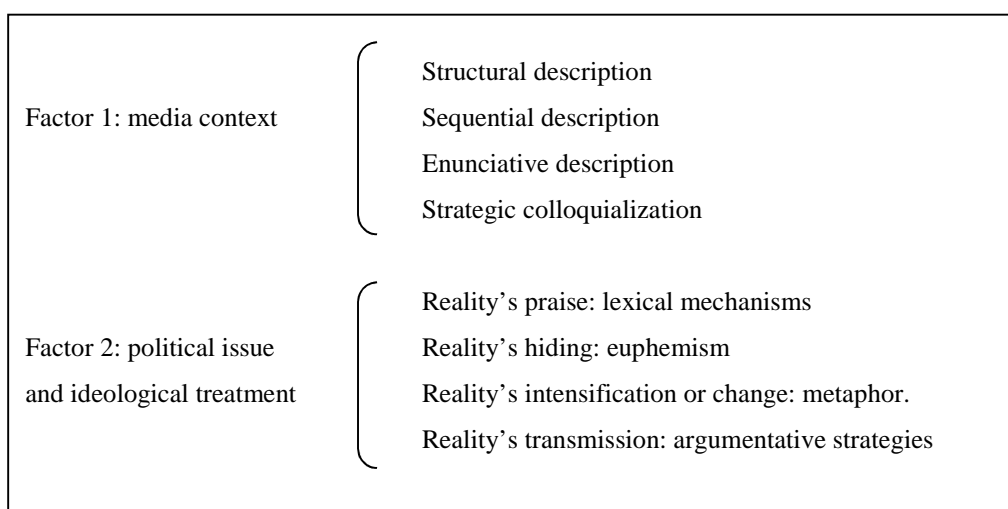 Structural description
Factor 1: media context
Sequential description
Enunciative description
Strategic colloquialization
Reality’s praise: lexical mechanisms
Factor 2: political issue
Reality’s hiding: euphemism
and ideological treatment
Reality’s intensification or change: metaphor.
Reality’s transmission: argumentative strategies